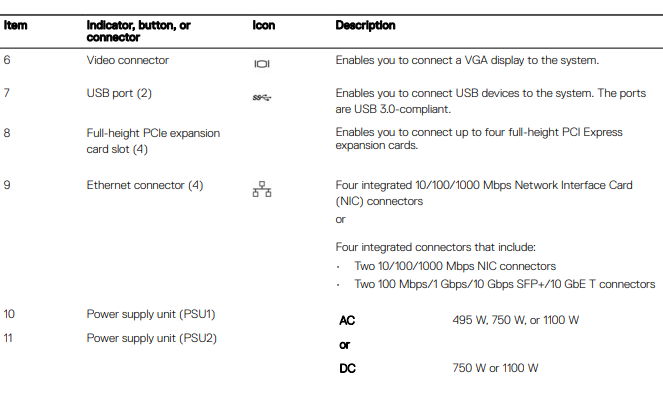 Item Indicator, button, or connector Icon Description
6 Video connector Enables you to connect a VGA display to the system.
7 USB port (2) Enables you to connect USB devices to the system. The ports
are USB 3.0-compliant.
8 Full-height PCIe expansion Enables you to connect up to four full-height PCI Express
card slot (4) expansion cards.
9 Ethernet connector (4) Four integrated 10/100/1000 Mbps Network Interface Card
(NIC) connectors
or
Four integrated connectors that include:
· Two 10/100/1000 Mbps NIC connectors
· Two 100 Mbps/1 Gbps/10 Gbps SFP+/10 GbE T connectors
10 Power supply unit (PSU1) AC 495 W, 750 W, or 1100 W
11 Power supply unit (PSU2)
or
DC 750 W or 1100 W